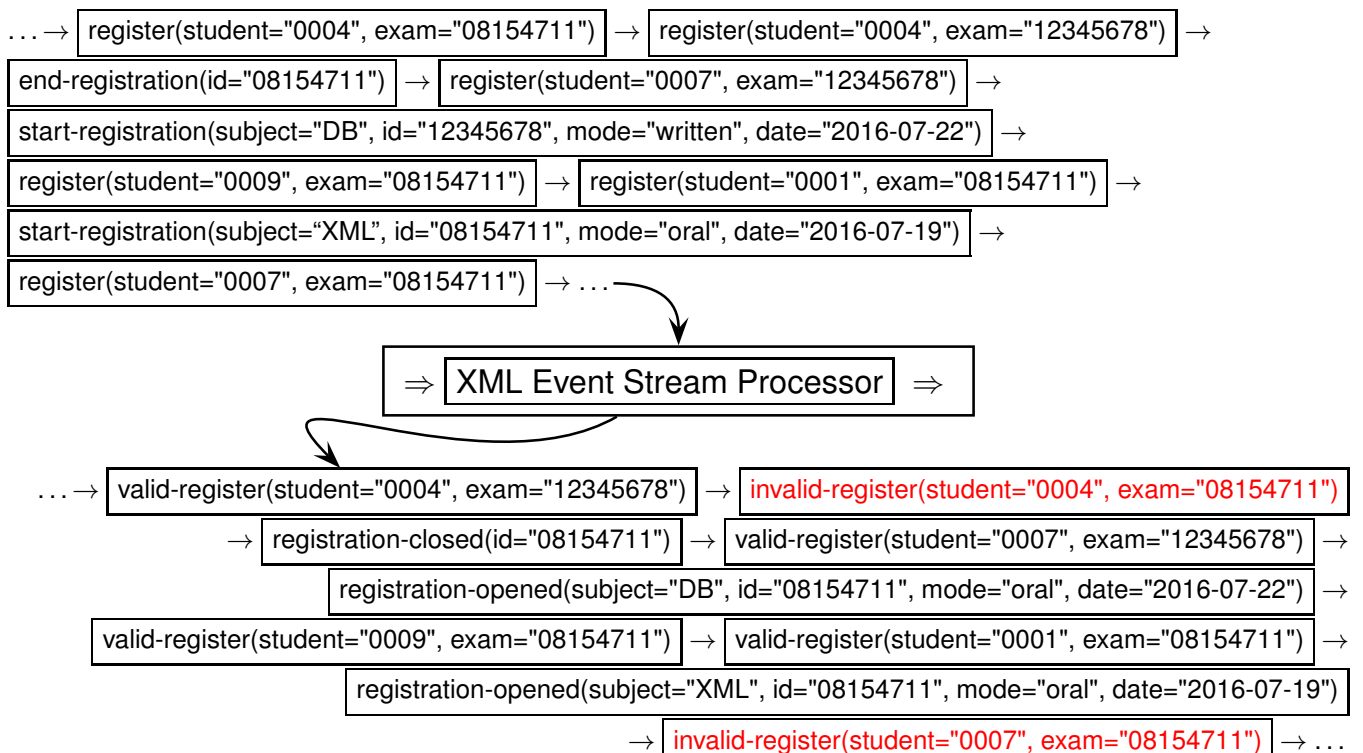 ... → register(student="0004", exam="08154711") → register(student="0004", exam="12345678") →
end-registration(id="08154711") → register(student="0007", exam="12345678") →
start-registration(subject="DB", id="12345678", mode="written", date="2016-07-22") →
register(student="0009", exam="08154711") → register(student="0001", exam="08154711") →
start-registration(subject=“XML”, id="08154711", mode="oral", date="2016-07-19") →
register(student="0007", exam="08154711") → ...
⇒ XML Event Stream Processor ⇒
... → valid-register(student="0004", exam="12345678") → invalid-register(student="0004", exam="08154711")
→ registration-closed(id="08154711") → valid-register(student="0007", exam="12345678") →
registration-opened(subject="DB", id="08154711", mode="oral", date="2016-07-22") →
valid-register(student="0009", exam="08154711") → valid-register(student="0001", exam="08154711") →
registration-opened(subject="XML", id="08154711", mode="oral", date="2016-07-19")
→ invalid-register(student="0007", exam="08154711") → ...